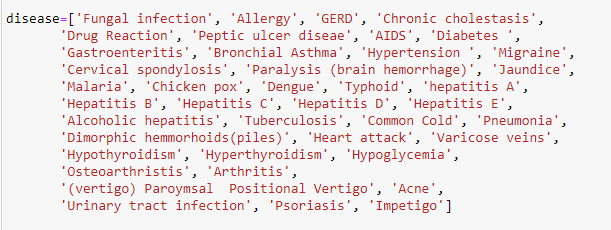 disease=['Fungal infection', 'Allergy', 'GERD', 'Chronic cholestasis',
'Drug Reaction', 'Peptic ulcer diseae', 'AIDS', 'Diabetes ',
'Gastroenteritis', 'Bronchial Asthma', 'Hypertension ', 'Migraine',
'Cervical spondylosis', 'Paralysis (brain hemorrhage)', 'Jaundice',
'Malaria', 'Chicken pox', 'Dengue', 'Typhoid', 'hepatitis A',
'Hepatitis B', 'Hepatitis C', 'Hepatitis D', 'Hepatitis E',
'Alcoholic hepatitis', 'Tuberculosis', 'Common Cold', 'Pneumonia',
'Dimorphic hemmorhoids(piles)', 'Heart attack', 'Varicose veins',
'Hypothyroidism', 'Hyperthyroidism', 'Hypoglycemia',
'Osteoarthristis', 'Arthritis',
'(vertigo) Paroymsal  Positional Vertigo', 'Acne',
'Urinary tract infection', 'Psoriasis', 'Impetigo']